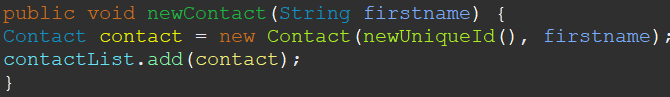 public void newContact(String firstname) {
Contact contact = new Contact(newUniqueId(), firstname);
contactList.add(contact);
}